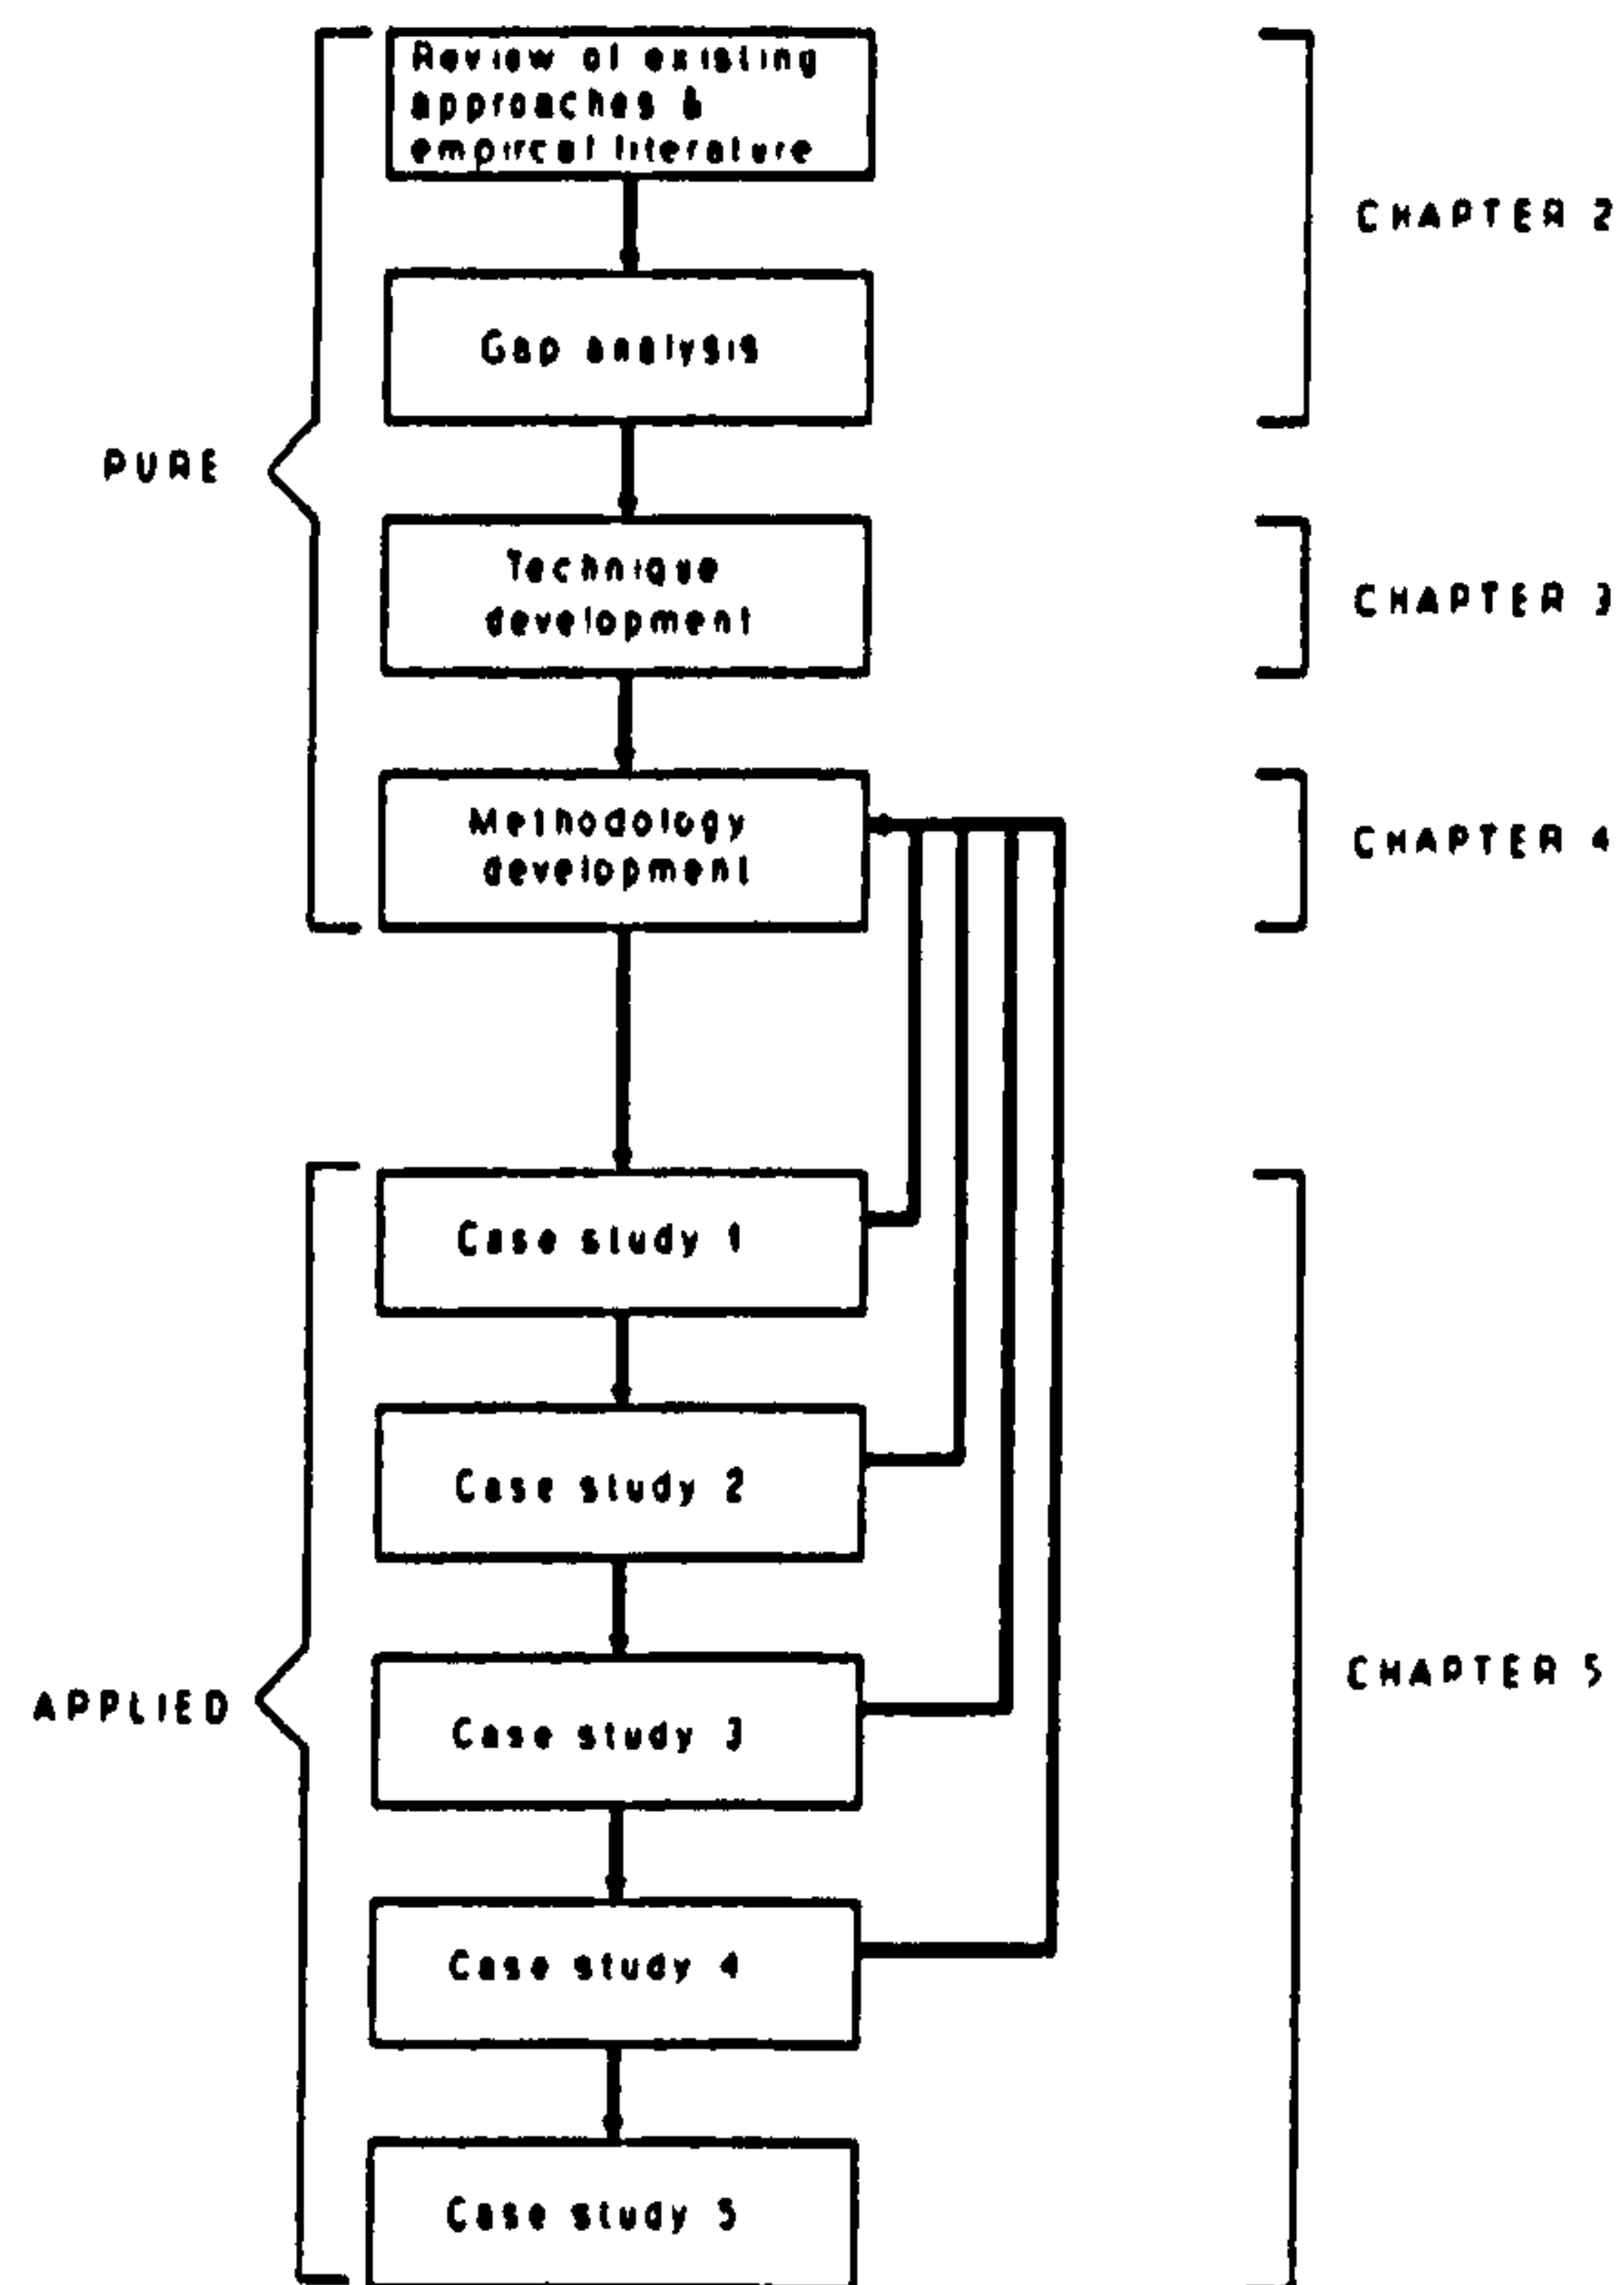 Review of existing
approaches &
empircal literature
CHAPTER 2
Gap analysis
PURE
Technique
development
CHAPTER 3
Methodology
development
CHAPTER 4
Case study 1
Case study 2
CHAPTER 5
APPLIED
Case study 3
Case study 4
Case study 5